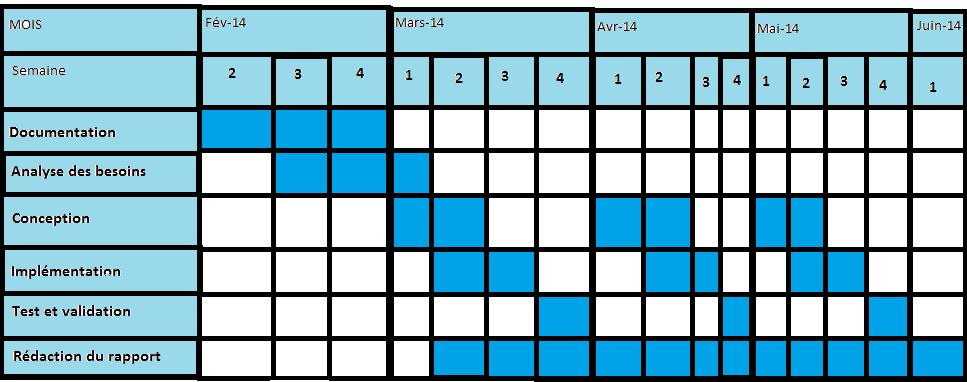 MOIS Fév-14 Mars-14 Avr-14 Mai-14 Juin-14
Semaine 2 3 4 1 2 3 4 1 2 3 4 1 2 3 4 1
Documentation
Analyse des besoins
Conception
Implémentation
Test et validation
Rédaction du rapport